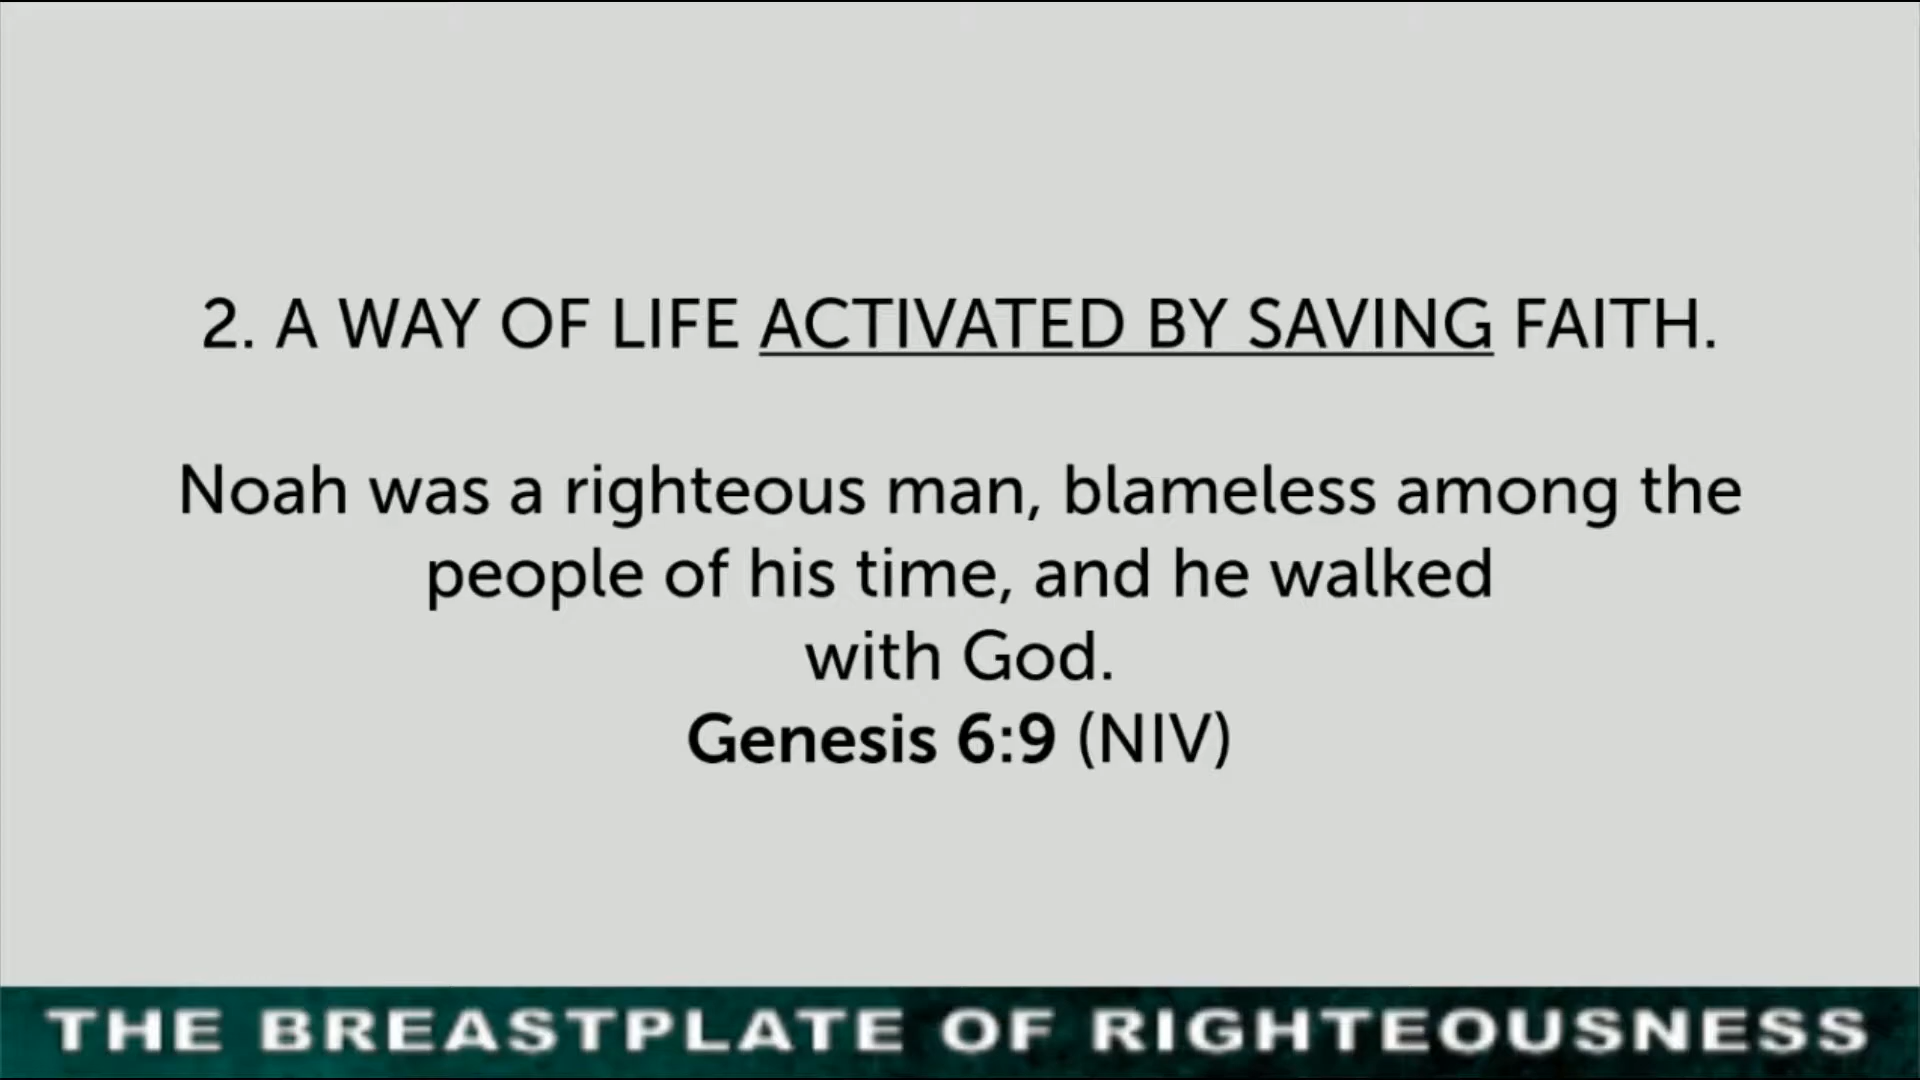 2. A WAY OF LIFE ACTIVATED BY SAVING FAITH.
Noah was a righteous man, blameless among the
people of his time, and he walked
with God.
Genesis 6:9 (NIV)
THE BREASTPLATE OF RIGHTEOUSNESS